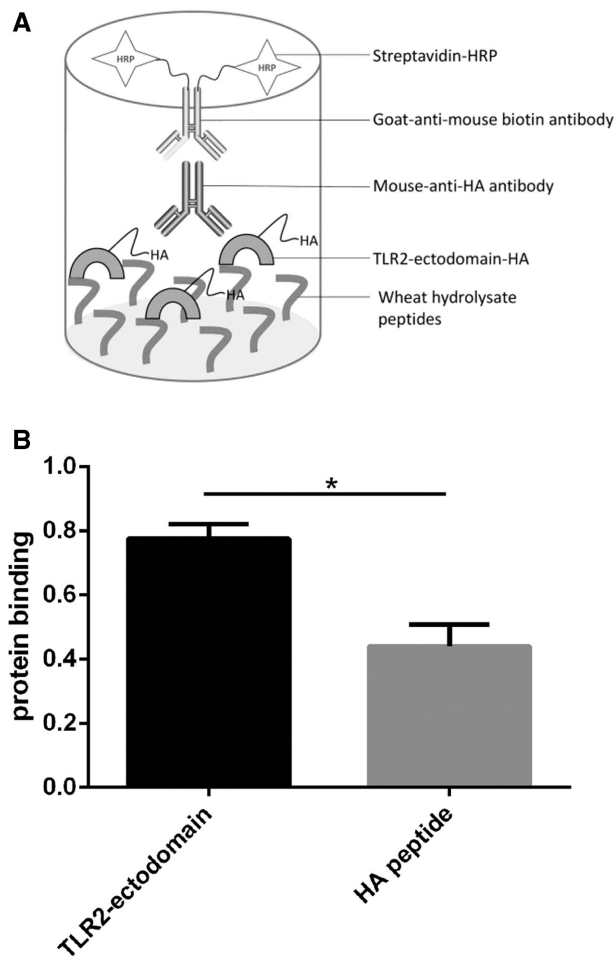 A
HRP
HRP
Streptavidin-HRP
Goat-anti-mouse biotin antibody
Mouse-anti-HA antibody
HA
HA
TLR2-ectodomain-HA
HA
Wheat hydrolysate
peptides
B
*
1.0
0.8
0.6
0.4
0.2
0.0
protein binding
TLR2-ectodomain
HA peptide